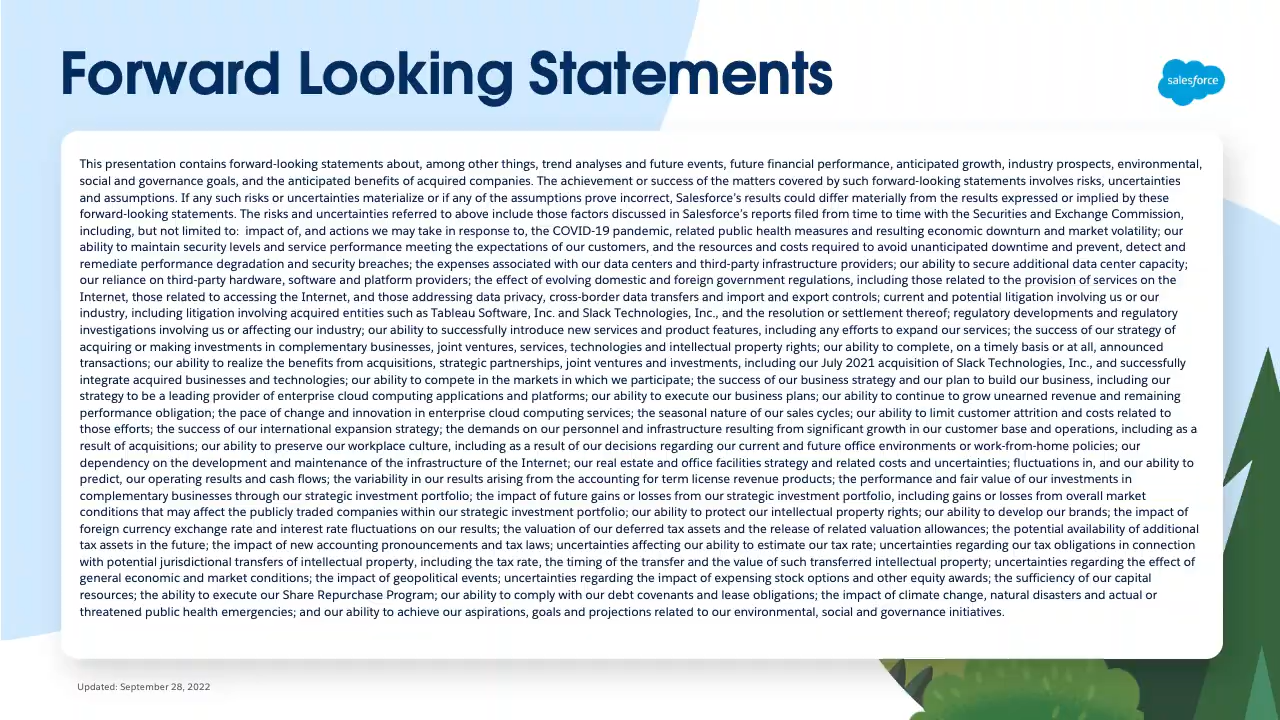 Forward Looking Statements
salesforce
This presentation contains forward-looking statements about, among other things, trend analyses and future events, future financial performance, anticipated growth, industry prospects, environmental,
social and governance goals, and the anticipated benefits of acquired companies. The achievement or success of the matters covered by such forward-looking statements involves risks, uncertainties
and assumptions. If any such risks or uncertainties materialize or if any of the assumptions prove incorrect, Salesforce's results could differ materially from the results expressed or implied by these
forward-looking statements. The risks and uncertainties referred to above include those factors discussed in Salesforce's reports filed from time to time with the Securities and Exchange Commission,
including, but not limited to:  impact of, and actions we may take in response to, the COVID-19 pandemic, related public health measures and resulting economic downturn and market volatility; our
ability to maintain security levels and service performance meeting the expectations of our customers, and the resources and costs required to avoid unanticipated downtime and prevent, detect and
remediate performance degradation and security breaches; the expenses associated with our data centers and third-party infrastructure providers; our ability to secure additional data center capacity;
our reliance on third-party hardware, software and platform providers; the effect of evolving domestic and foreign government regulations, including those related to the provision of services on the
Internet, those related to accessing the Internet, and those addressing data privacy, cross-border data transfers and import and export controls; current and potential litigation involving us or our
industry, including litigation involving acquired entities such as Tableau Software, Inc. and Slack Technologies, Inc., and the resolution or settlement thereof; regulatory developments and regulatory
investigations involving us or affecting our industry; our ability to successfully introduce new services and product features, including any efforts to expand our services; the success of our strategy of
acquiring or making investments in complementary businesses, joint ventures, services, technologies and intellectual property rights; our ability to complete, on a timely basis or at all, announced
transactions; our ability to realize the benefits from acquisitions, strategic partnerships, joint ventures and investments, including our July 2021 acquisition of Slack Technologies, Inc., and successfully
integrate acquired businesses and technologies; our ability to compete in the markets in which we participate; the success of our business strategy and our plan to build our business, including our
strategy to be a leading provider of enterprise cloud computing applications and platforms; our ability to execute our business plans; our ability to continue to grow unearned revenue and remaining
performance obligation; the pace of change and innovation in enterprise cloud computing services; the seasonal nature of our sales cycles; our ability to limit customer attrition and costs related to
those efforts; the success of our international expansion strategy; the demands on our personnel and infrastructure resulting from significant growth in our customer base and operations, including as a
result of acquisitions; our ability to preserve our workplace culture, including as a result of our decisions regarding our current and future office environments or work-from-home policies; our
dependency on the development and maintenance of the infrastructure of the Internet; our real estate and office facilities strategy and related costs and uncertainties; fluctuations in, and our ability to
predict, our operating results and cash flows; the variability in our results arising from the accounting for term license revenue products; the performance and fair value of our investments in
complementary businesses through our strategic investment portfolio; the impact of future gains or losses from our strategic investment portfolio, including gains or losses from overall market
conditions that may affect the publicly traded companies within our strategic investment portfolio; our ability to protect our intellectual property rights; our ability to develop our brands; the impact of
foreign currency exchange rate and interest rate fluctuations on our results; the valuation of our deferred tax assets and the release of related valuation allowances; the potential availability of additional
tax assets in the future; the impact of new accounting pronouncements and tax laws; uncertainties affecting our ability to estimate our tax rate; uncertainties regarding our tax obligations in connection
with potential jurisdictional transfers of intellectual property, including the tax rate, the timing of the transfer and the value of such transferred intellectual property; uncertainties regarding the effect of
general economic and market conditions; the impact of geopolitical events; uncertainties regarding the impact of expensing stock options and other equity awards; the sufficiency of our capital
resources; the ability to execute our Share Repurchase Program; our ability to comply with our debt covenants and lease obligations; the impact of climate change, natural disasters and actual or
threatened public health emergencies; and our ability to achieve our aspirations, goals and projections related to our environmental, social and governance initiatives.
Updated: September 28, 2022